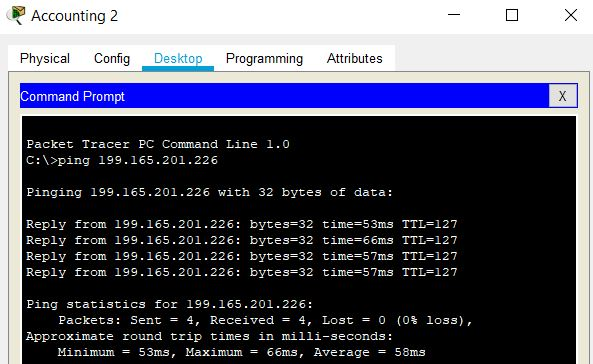 Accounting 2
Physical Config Desktop Programming Attributes
Command Prompt X
Packet Tracer PC Command Line 1.0
C:\>ping 199.165.201.226
Pinging 199.165.201.226 with 32 bytes of data:
Reply from 199.165.201.226: bytes=32 time=53ms TTL=127
Reply from 199.165.201.226: bytes=32 time=66ms TTL=127
Reply from 199.165.201.226: bytes=32 time=57ms TTL=127
Reply from 199.165.201.226: bytes=32 time=57ms TTL=127
Ping statistics for 199.165.201.226:
Packets: Sent = 4, Received = 4, Lost = 0 (0% loss),
Approximate round trip times in milli-seconds:
Minimum = 53ms, Maximum = 66ms, Average = 58ms